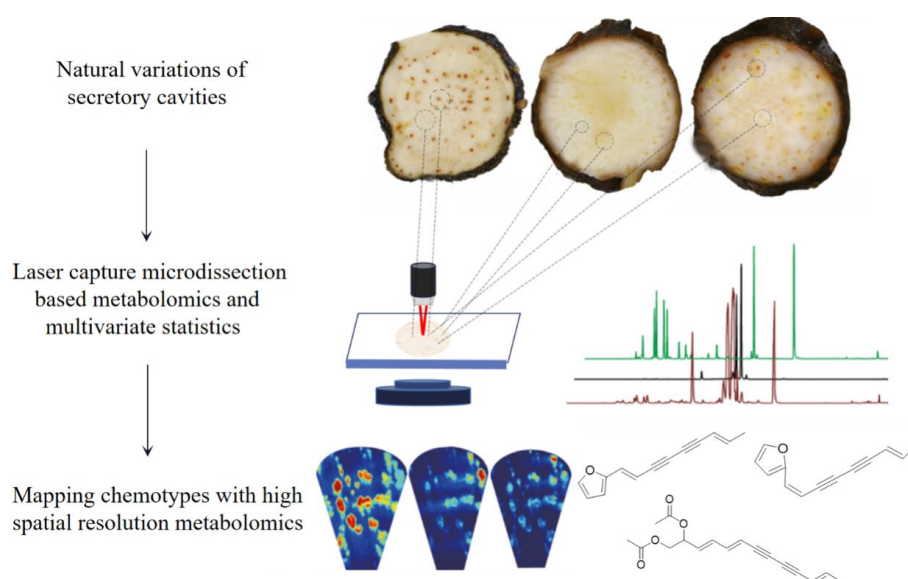 Natural variations of
secretory cavities
Laser capture microdissection
based metabolomics and
multivariate statistics
Mapping chemotypes with high
spatial resolution metabolomics
O
O
O
O
O
O